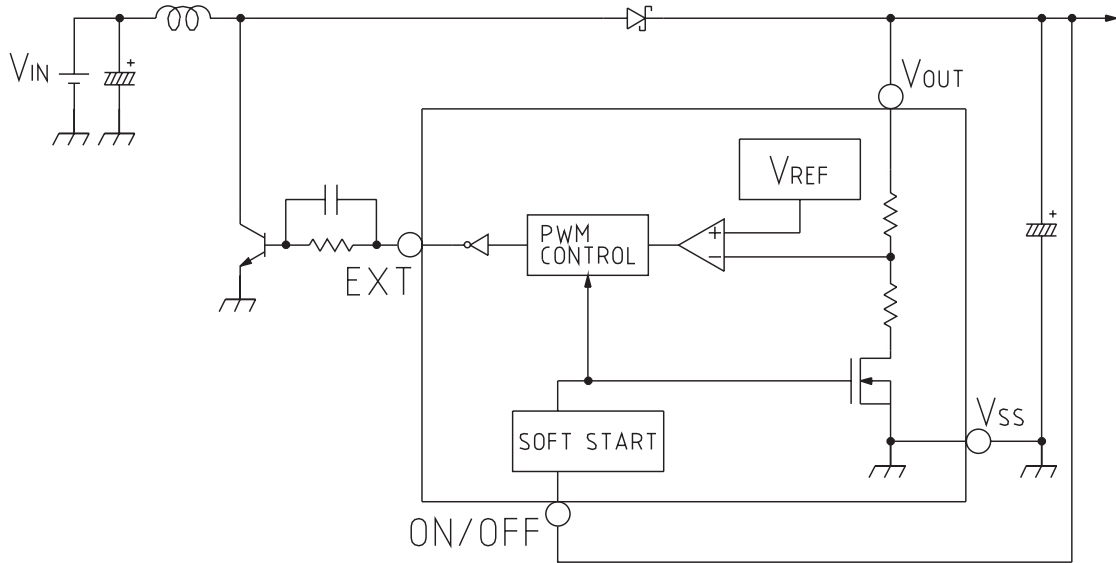 VIN
+
VOUT
VREF
+
PWM
CONTROL
+
−
EXT
VSS
SOFT START
ON/OFF